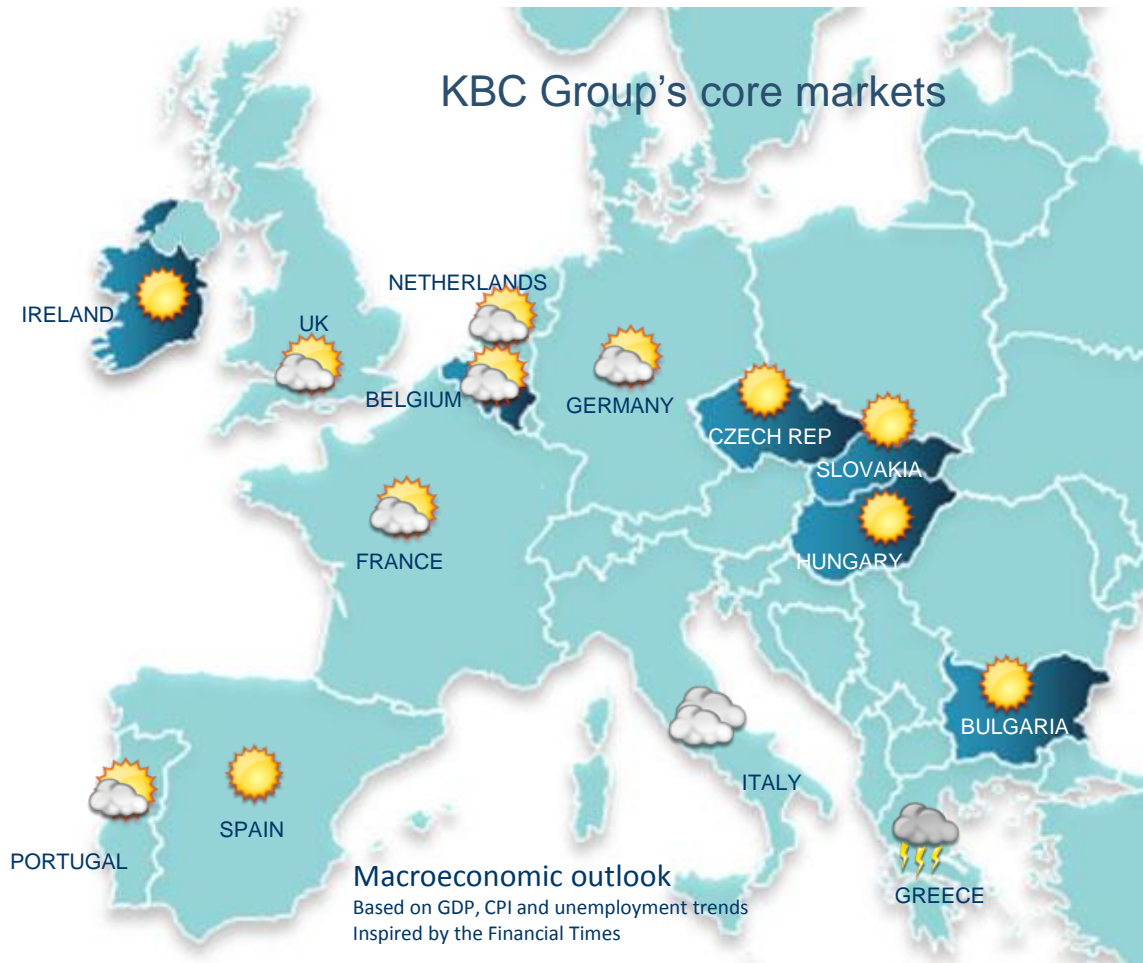 KBC Group's core markets
NETHERLANDS
IRELAND
UK
BELGIUM
GERMANY
CZECH REP
SLOVAKIA
FRANCE
HUNGARY
BULGARIA
ITALY
SPAIN
PORTUGAL
GREECE
Macroeconomic outlook
Based on GDP, CPI and unemployment trends
Inspired by the Financial Times